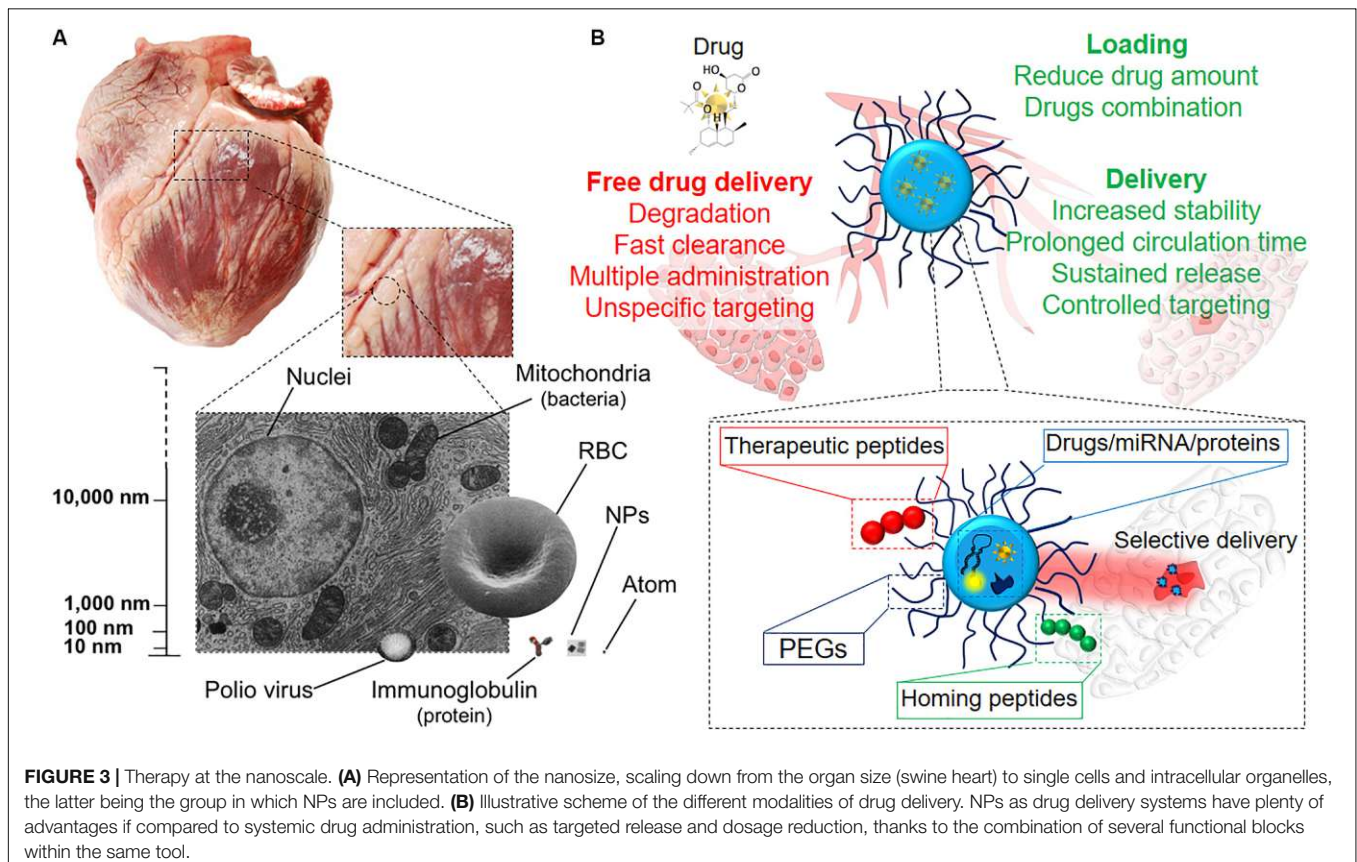 A
Nuclei
Mitochondria
(bacteria)
RBC
NPs
Atom
10,000 nm
1,000 nm
100 nm
10 nm
Polio virus
Immunoglobulin
(protein)
B
Drug
HO
O
O
O
O
H
Loading
Reduce drug amount
Drugs combination
Free drug delivery
Degradation
Fast clearance
Multiple administration
Unspecific targeting
Delivery
Increased stability
Prolonged circulation time
Sustained release
Controlled targeting
Therapeutic peptides
Drugs/miRNA/proteins
Selective delivery
PEGs
Homing peptides
FIGURE 3 | Therapy at the nanoscale. (A) Representation of the nanosize, scaling down from the organ size (swine heart) to single cells and intracellular organelles,
the latter being the group in which NPs are included. (B) Illustrative scheme of the different modalities of drug delivery. NPs as drug delivery systems have plenty of
advantages if compared to systemic drug administration, such as targeted release and dosage reduction, thanks to the combination of several functional blocks
within the same tool.